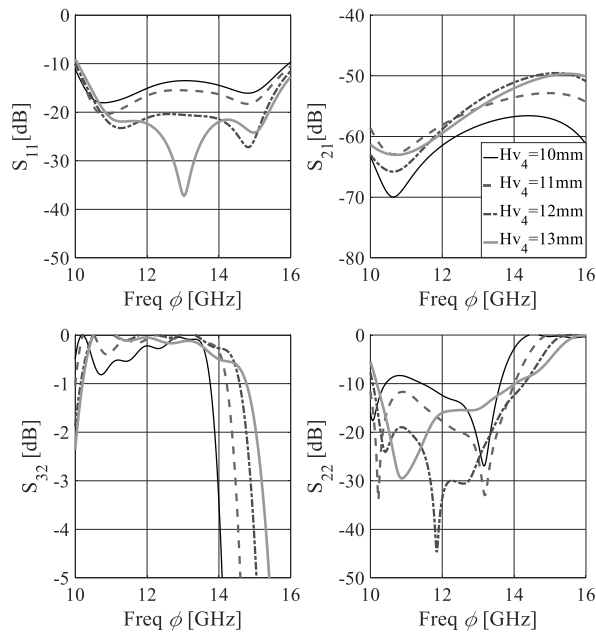 0
-10
-20
-30
-40
-50
S11[dB]
10 12 14 16
Freq ϕ [GHz]
-40
-50
-60
-70
-80
S21 [dB]
10 12 14 16
Freq ϕ [GHz]
Hv4=10mm
Hv4=11mm
Hv4=12mm
Hv4=13mm
0
-1
-2
-3
-4
-5
S32 [dB]
10 12 14 16
Freq ϕ [GHz]
0
-10
-20
-30
-40
-50
S22 [dB]
10 12 14 16
Freq ϕ [GHz]